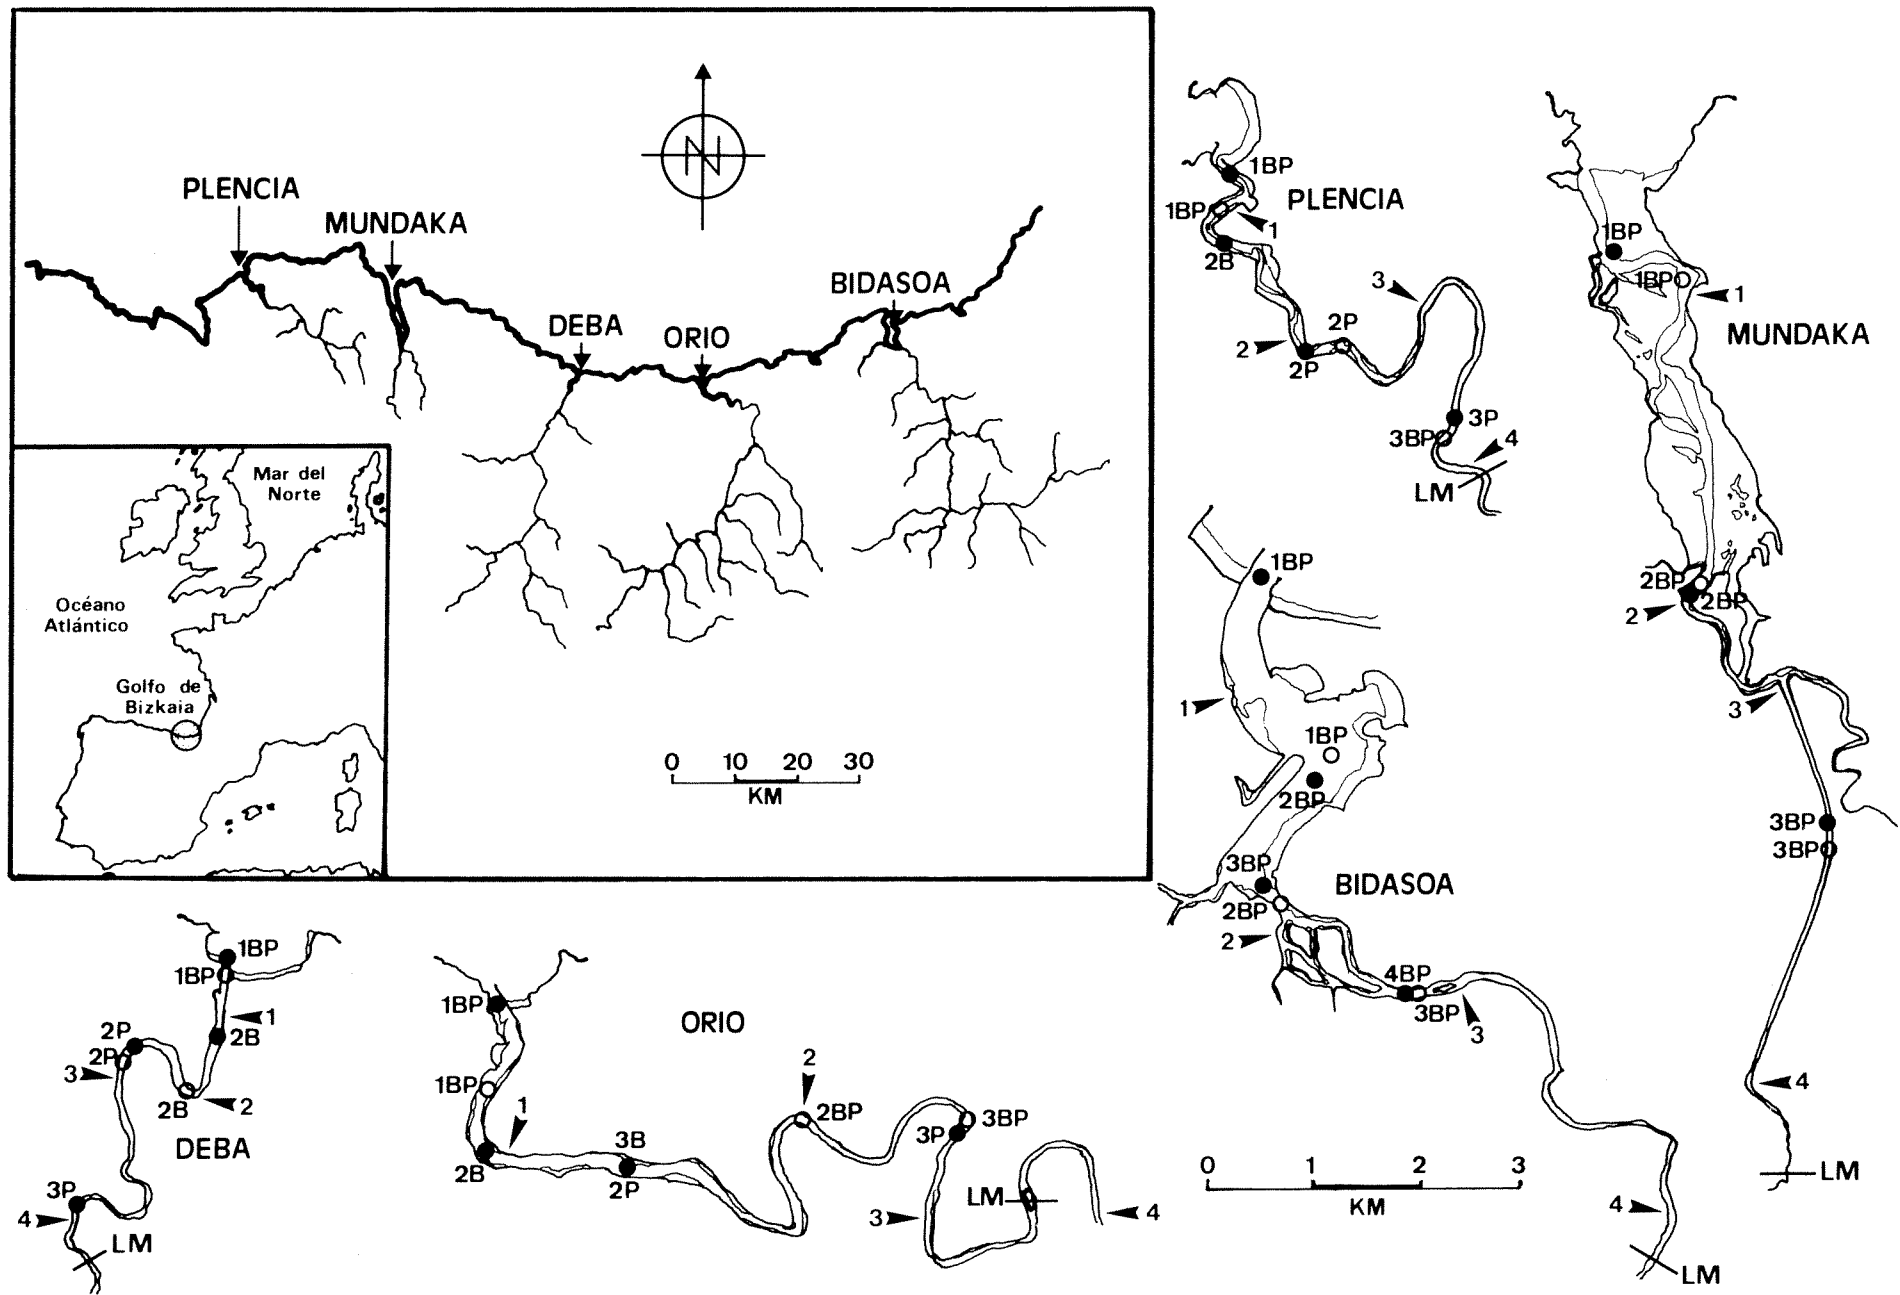 N
PLENCIA
MUNDAKA
DEBA
ORIO
BIDASOA
0 10 20 30
KM
Mar del
Norte
Océano
Atlántico
Golfo de
Bizkaia
1BP
PLENCIA
1BP
1
2B
3
2P
2
2P
3P
3BP
4
LM
1BP
1BP
1
MUNDAKA
2BP
2BP
2
3
3BP
3BP
4
LM
1BP
1
1BP
2BP
3BP
BIDASOA
2BP
2
4BP
3BP
3
4
LM
0 1 2 3
KM
1BP
1BP
1
2B
2P
2P
3
2B
2
DEBA
3P
4
LM
1BP
ORIO
1BP
1
2B
3B
2P
2
2BP
3BP
3P
3
LM
4